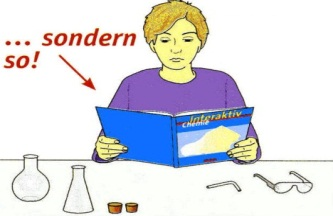 ... sondern
so!
interaktiv
chemie